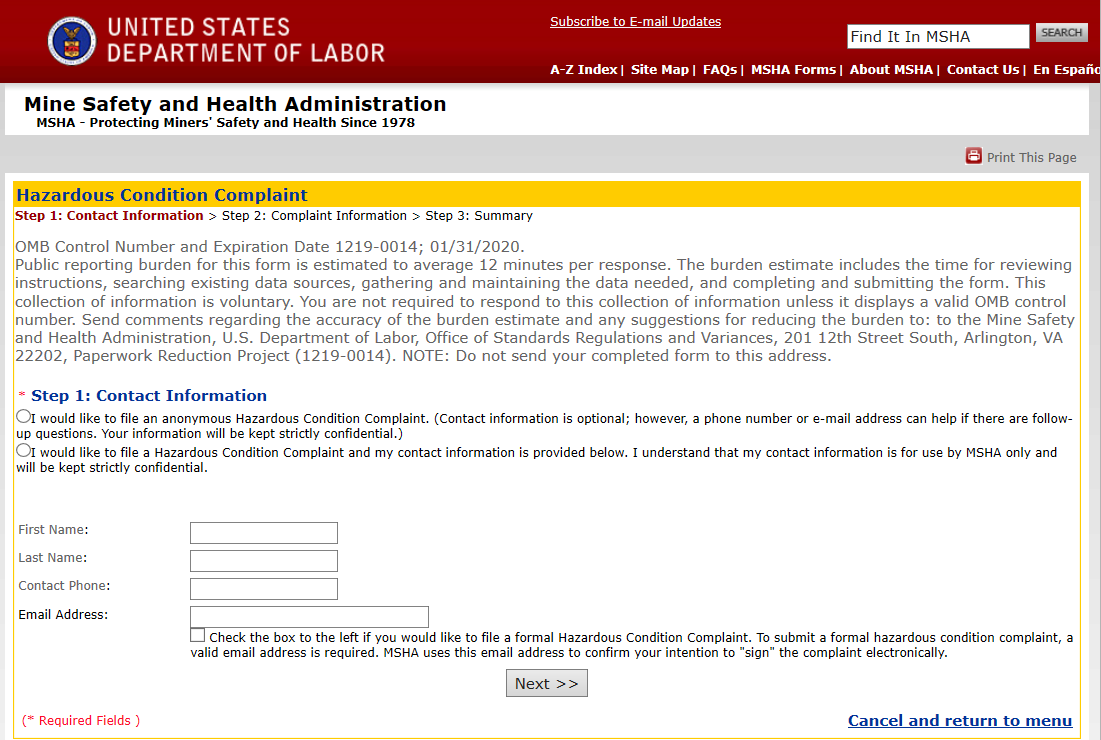 UNITED STATES
DEPARTMENT OF LABOR
Subscribe to E-mail Updates
Find It In MSHA
SEARCH
A-Z Index | Site Map | FAQs | MSHA Forms | About MSHA | Contact Us | En Españo
Mine Safety and Health Administration
MSHA - Protecting Miners' Safety and Health Since 1978
Print This Page
Hazardous Condition Complaint
Step 1: Contact Information > Step 2: Complaint Information > Step 3: Summary
OMB Control Number and Expiration Date 1219-0014; 01/31/2020.
Public reporting burden for this form is estimated to average 12 minutes per response. The burden estimate includes the time for reviewing
instructions, searching existing data sources, gathering and maintaining the data needed, and completing and submitting the form. This
collection of information is voluntary. You are not required to respond to this collection of information unless it displays a valid OMB control
number. Send comments regarding the accuracy of the burden estimate and any suggestions for reducing the burden to: to the Mine Safety
and Health Administration, U.S. Department of Labor, Office of Standards Regulations and Variances, 201 12th Street South, Arlington, VA
22202, Paperwork Reduction Project (1219-0014). NOTE: Do not send your completed form to this address.
* Step 1: Contact Information
I would like to file an anonymous Hazardous Condition Complaint. (Contact information is optional; however, a phone number or e-mail address can help if there are follow-
up questions. Your information will be kept strictly confidential.)
I would like to file a Hazardous Condition Complaint and my contact information is provided below. I understand that my contact information is for use by MSHA only and
will be kept strictly confidential.
First Name:
Last Name:
Contact Phone:
Email Address:
Check the box to the left if you would like to file a formal Hazardous Condition Complaint. To submit a formal hazardous condition complaint, a
valid email address is required. MSHA uses this email address to confirm your intention to "sign" the complaint electronically.
Next >>
(* Required Fields )
Cancel and return to menu